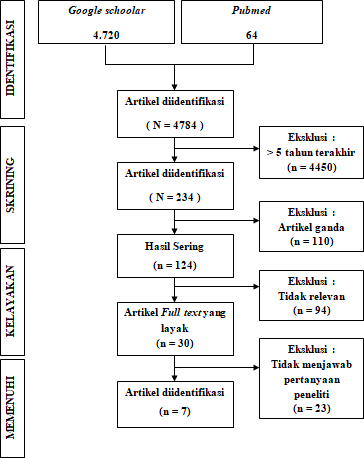 Google schoolar
4.720
Pubmed
64
IDENTIFIKASI
Artikel diidentifikasi
( N = 4784 )
Eksklusi :
> 5 tahun terakhir
(n = 4450)
SKRINING
Artikel diidentifikasi
( N = 234 )
Eksklusi :
Artikel ganda
(n = 110)
Hasil Sering
(n = 124)
KELAYAKAN
Eksklusi :
Tidak relevan
(n = 94)
Artikel Full text yang
layak
(n = 30)
Eksklusi :
Tidak menjawab
pertanyaan
peneliti
(n = 23)
MEMENUHI
Artikel diidentifikasi
(n = 7)